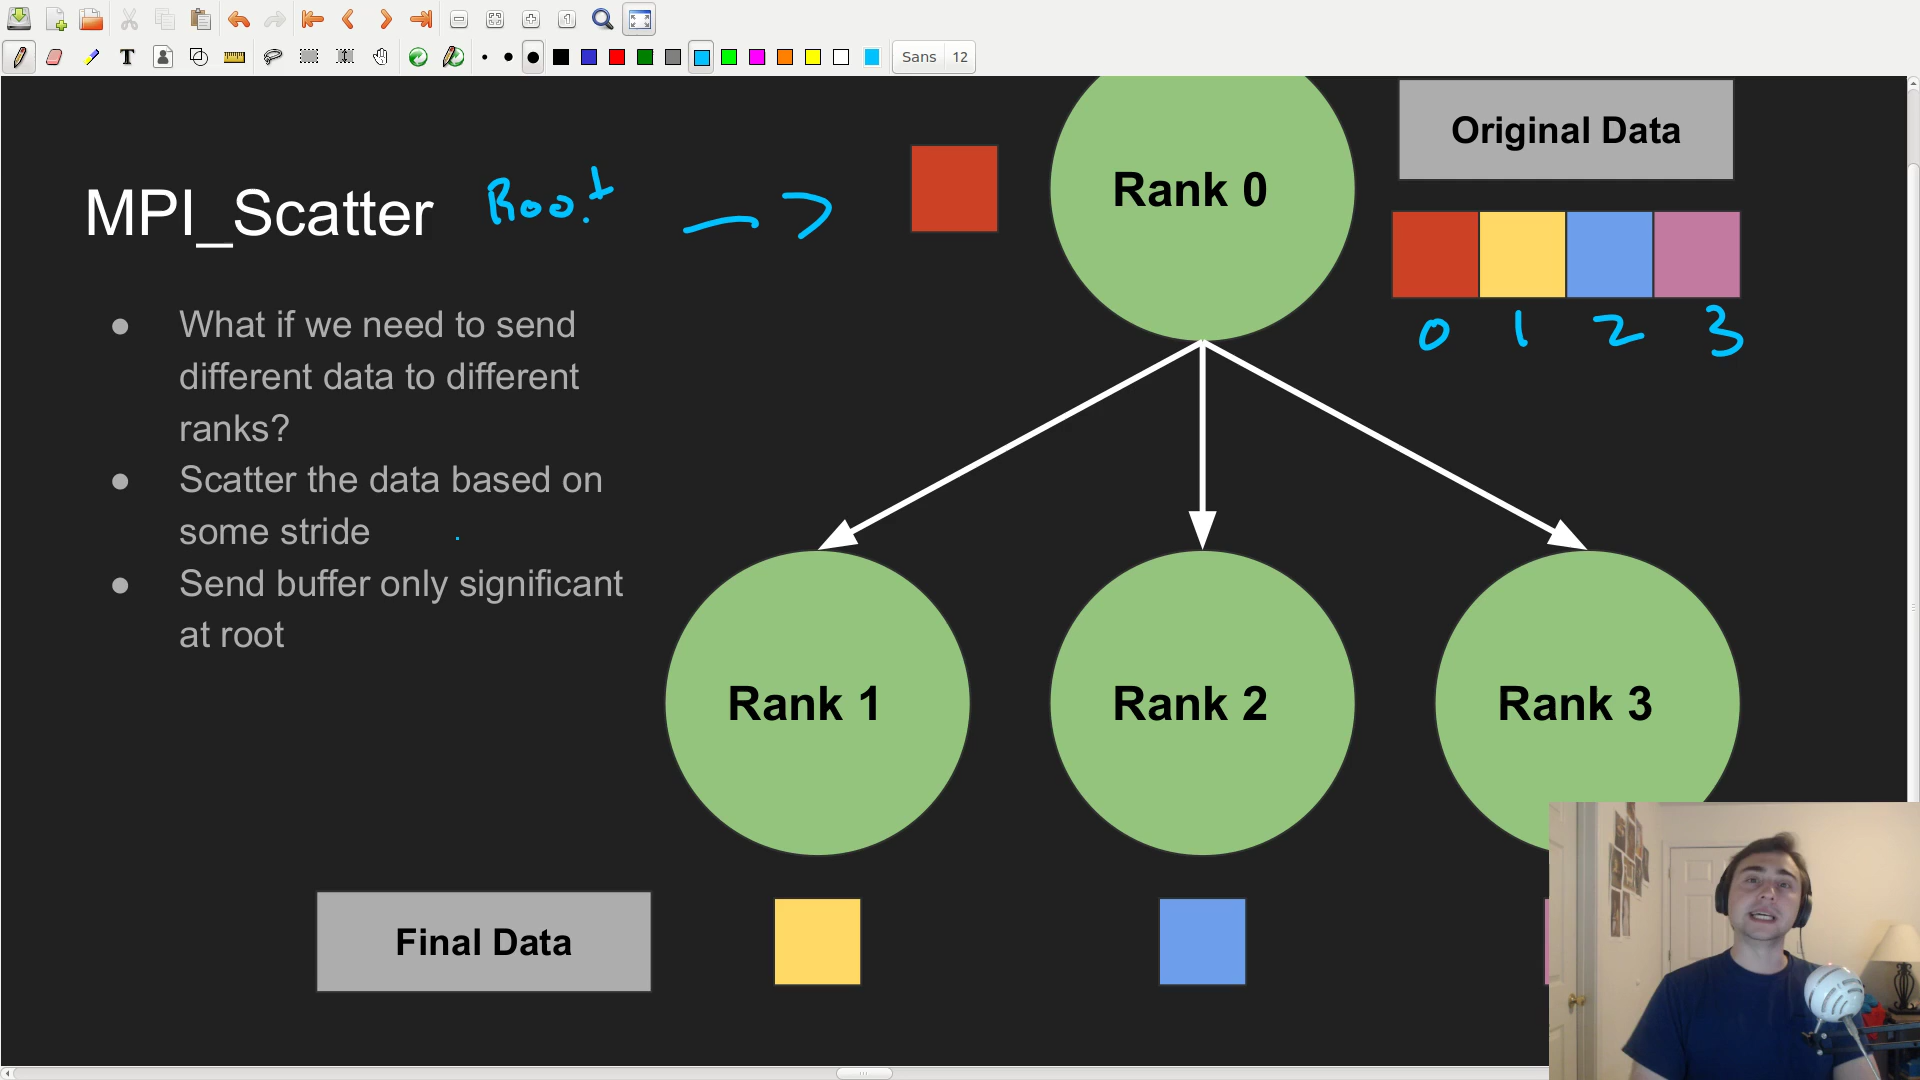 Sans 12
Original Data
Rank 0
MPI_Scatter Root
0 1 2 3
What if we need to send
different data to different
ranks?
Scatter the data based on
some stride
Send buffer only significant
at root
Rank 1
Rank 2
Rank 3
Final Data